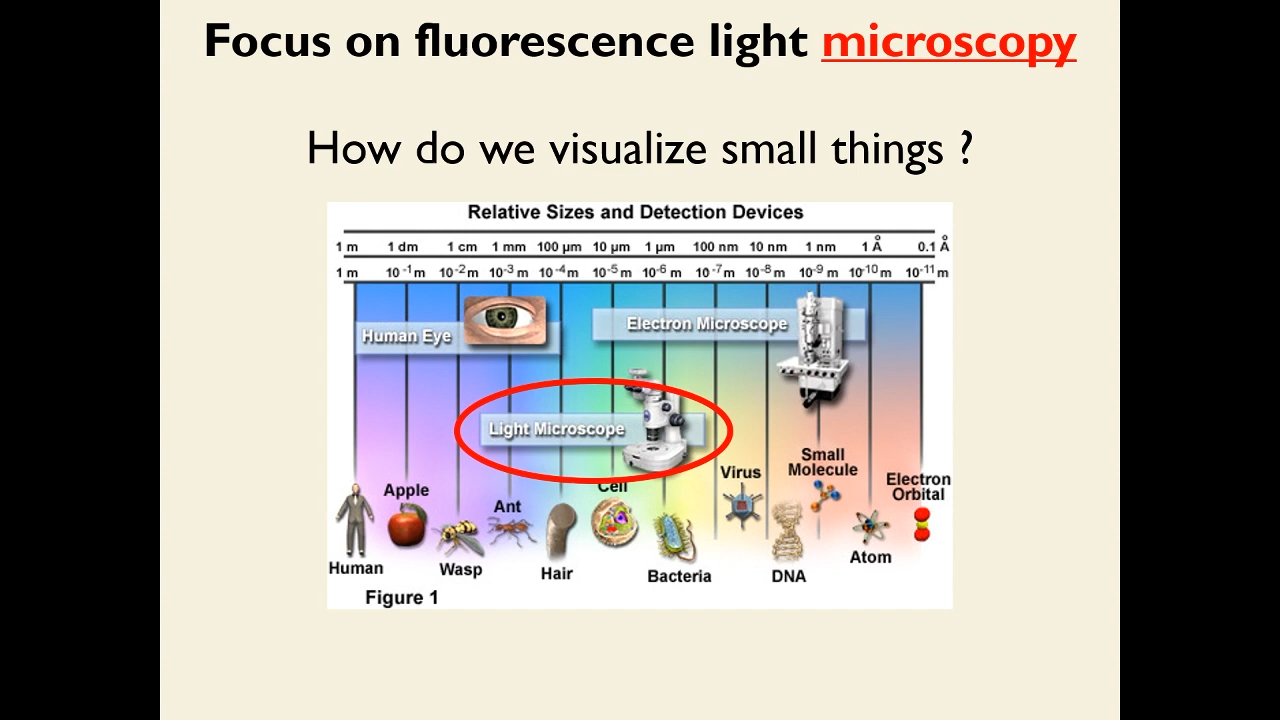 Focus on fluorescence light microscopy
How do we visualize small things ?
Relative Sizes and Detection Devices
1 m 1 dm 1 cm 1 mm 100 µm 10 µm 1 µm 100 nm 10 nm 1 nm 1 Å 0.1 Å
1 m 10⁻¹ m 10⁻² m 10⁻³ m 10⁻⁴ m 10⁻⁵ m 10⁻⁶ m 10⁻⁷ m 10⁻⁸ m 10⁻⁹ m 10⁻¹⁰ m 10⁻¹¹ m
Human Eye
Electron Microscope
Light Microscope
Human
Apple
Wasp
Ant
Hair
Cell
Bacteria
Virus
DNA
Small
Molecule
Atom
Electron
Orbital
Figure 1